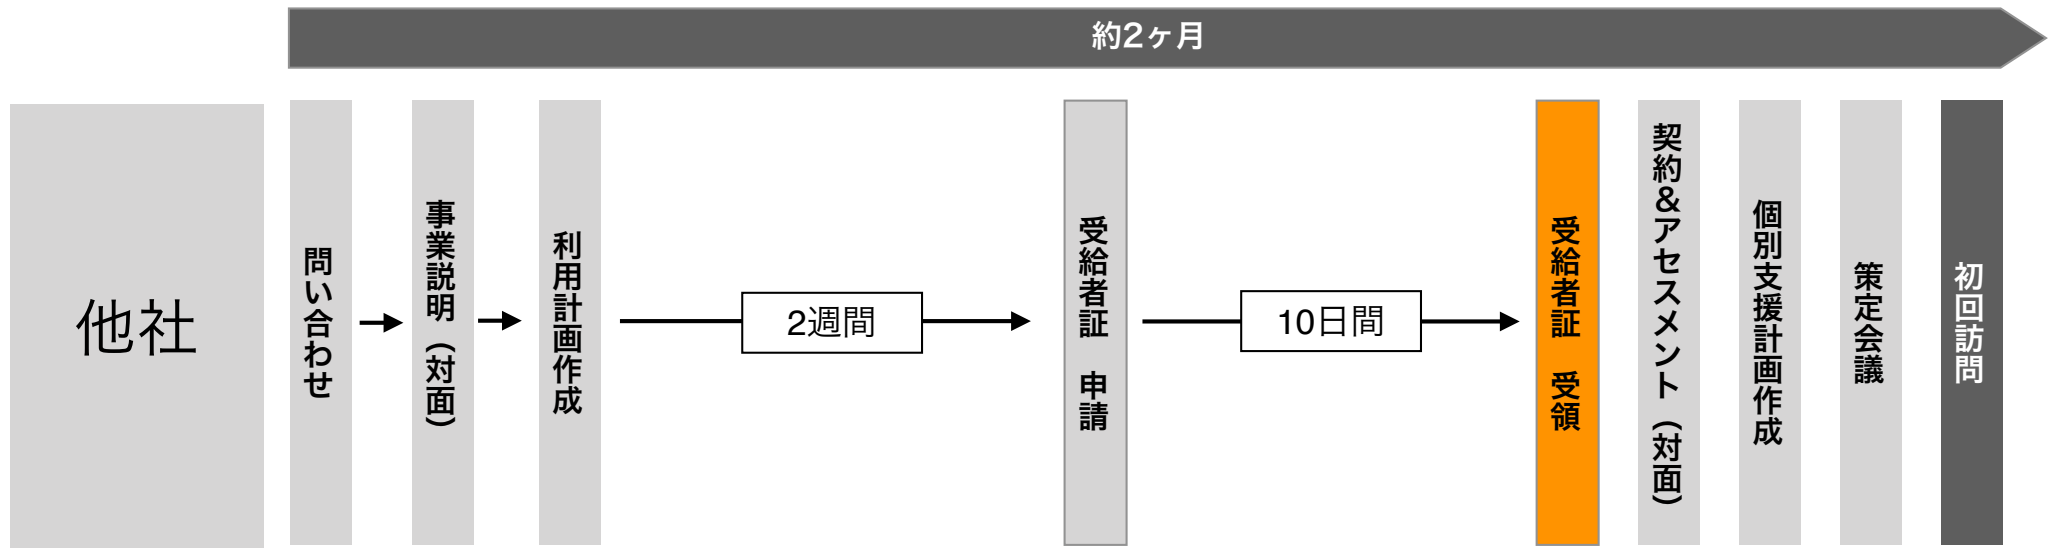 約2ヶ月
他社
問い合わせ
事業説明（対面）
利用計画作成
2週間
受給者証　申請
10日間
受給者証　受領
契約&アセスメント（対面）
個別支援計画作成
策定会議
初回訪問